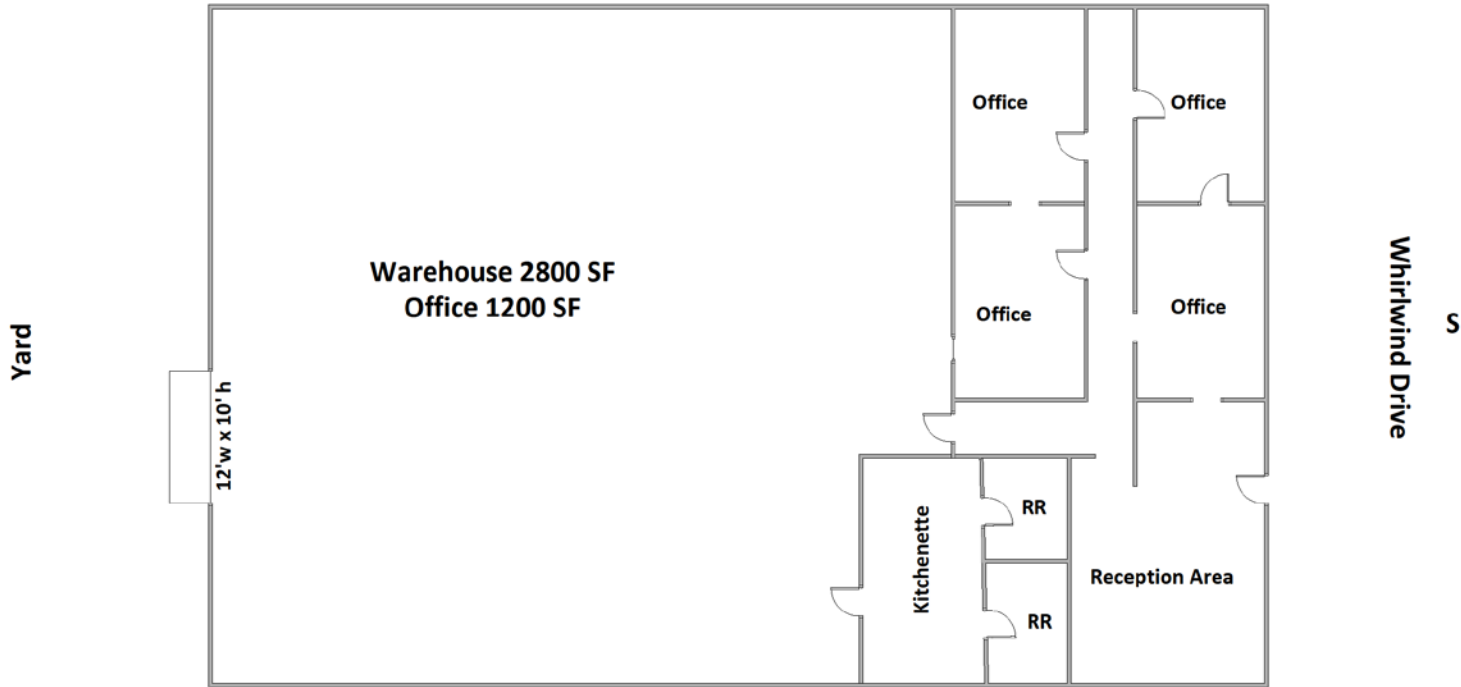 Office
Office
Warehouse 2800 SF
Office 1200 SF
Office
Office
Yard
12'w x 10' h
Whirlwind Drive
S
Kitchenette
RR
Reception Area
RR